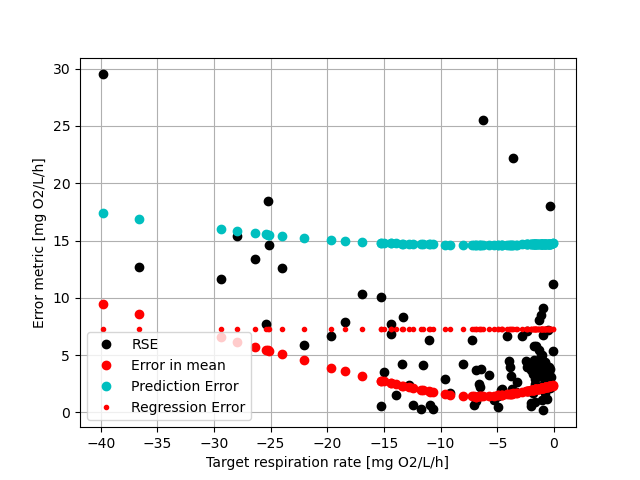 30
25
20
15
10
5
0
Error metric [mg O2/L/h]
RSE
Error in mean
Prediction Error
Regression Error
−40 −35 −30 −25 −20 −15 −10 −5 0
Target respiration rate [mg O2/L/h]